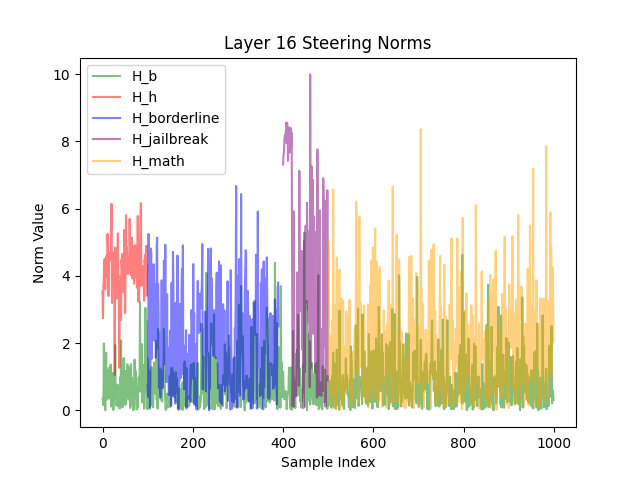 Layer 16 Steering Norms
H_b
H_h
H_borderline
H_jailbreak
H_math
Norm Value
10
8
6
4
2
0
0 200 400 600 800 1000
Sample Index